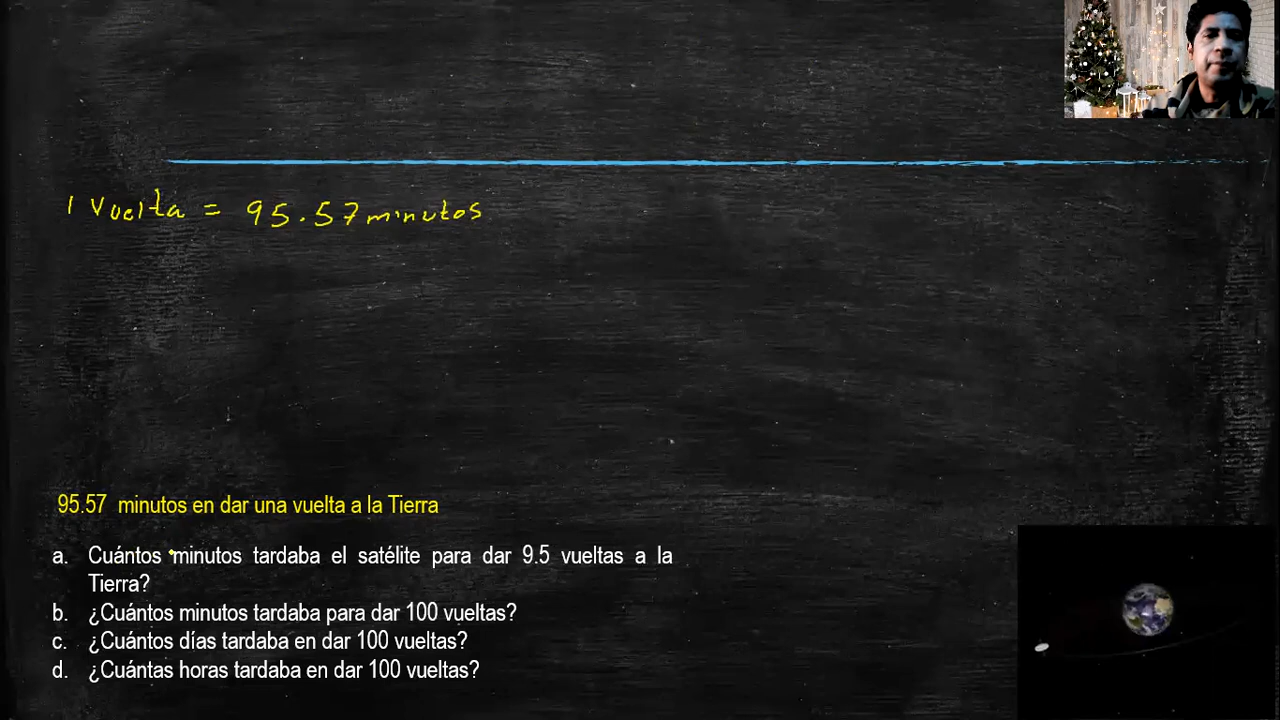 1 Vuelta = 95.57 minutos
95.57 minutos en dar una vuelta a la Tierra
a. Cuántos minutos tardaba el satélite para dar 9.5 vueltas a la
Tierra?
b. ¿Cuántos minutos tardaba para dar 100 vueltas?
c. ¿Cuántos días tardaba en dar 100 vueltas?
d. ¿Cuántas horas tardaba en dar 100 vueltas?